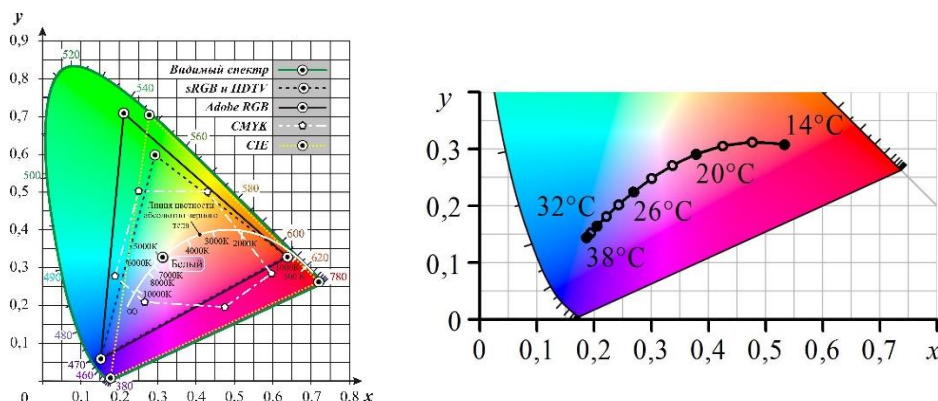 y
0,9
0,8
0,7
0,6
0,5
0,4
0,3
0,2
0,1
0
0,1 0,2 0,3 0,4 0,5 0,6 0,7 0,8 x
520
540
560
580
600
620
780
500
490
480
470
460
380
Видимый спектр
sRGB и HDTV
Adobe RGB
CMYK
CIE
Линия цветности
абсолютно черного
тела
5000K
4000K
3000K
2000K
6000K
Белый
7000K
8000K
10000K
∞
y
0,3
0,2
0,1
0
0 0,1 0,2 0,3 0,4 0,5 0,6 0,7 x
14°C
20°C
26°C
32°C
38°C